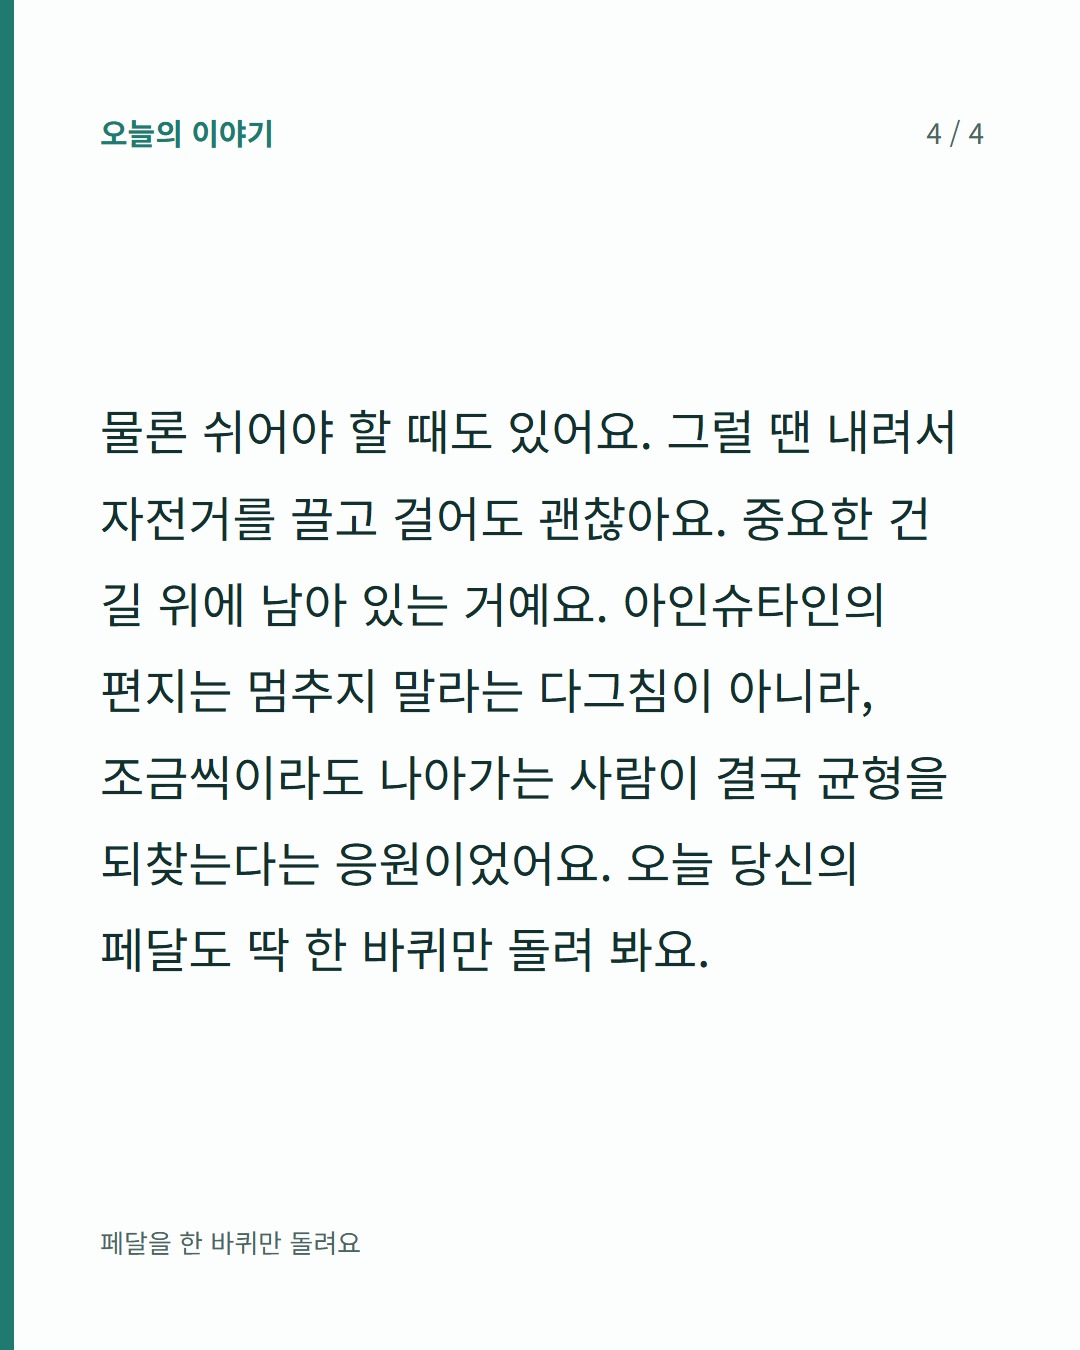 오늘의 이야기
4 / 4
물론 쉬어야 할 때도 있어요. 그럴 땐 내려서
자전거를 끌고 걸어도 괜찮아요. 중요한 건
길 위에 남아 있는 거예요. 아인슈타인의
편지는 멈추지 말라는 다그침이 아니라,
조금씩이라도 나아가는 사람이 결국 균형을
되찾는다는 응원이었어요. 오늘 당신의
페달도 딱 한 바퀴만 돌려 봐요.
페달을 한 바퀴만 돌려요